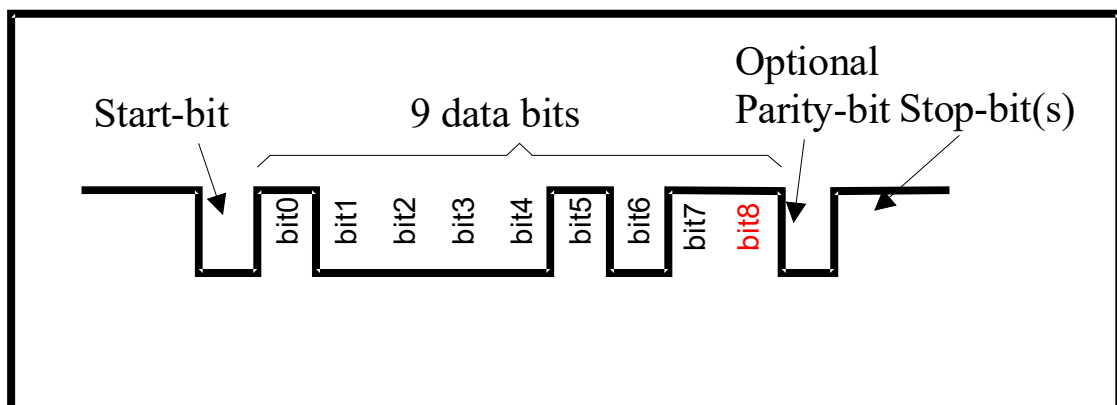 Optional
Start-bit 9 data bits Parity-bit Stop-bit(s)
bit0 bit1 bit2 bit3 bit4 bit5 bit6 bit7 bit8